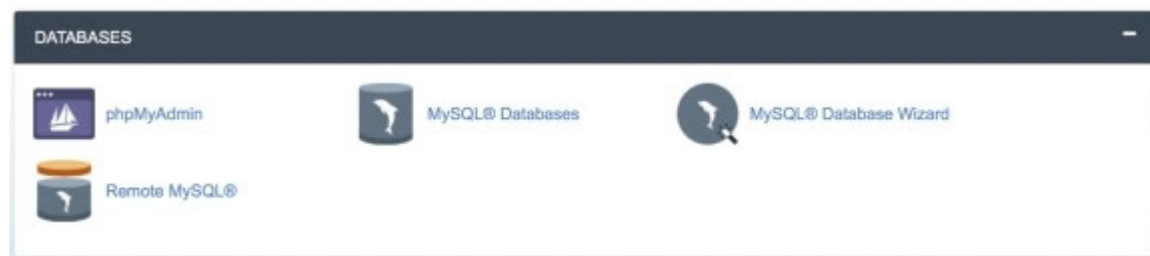 DATABASES
phpMyAdmin MySQL® Databases MySQL® Database Wizard
Remote MySQL®